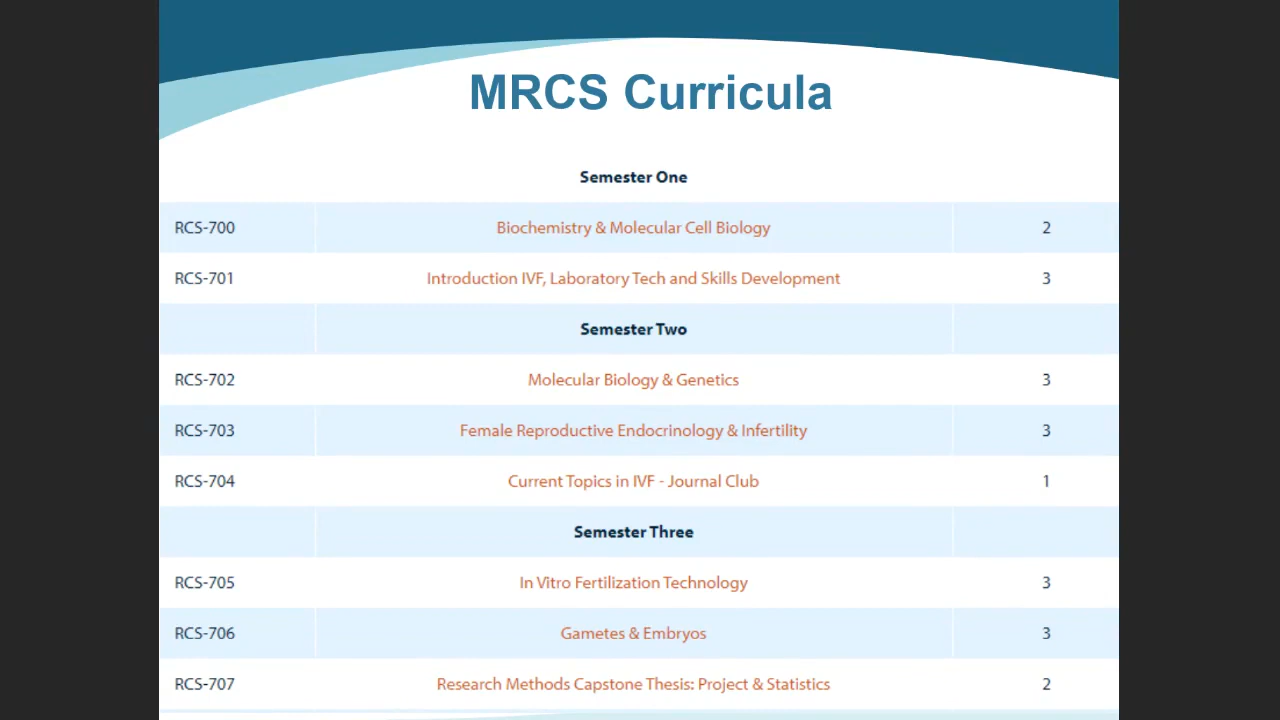 MRCS Curricula
Semester One
RCS-700 Biochemistry & Molecular Cell Biology 2
RCS-701 Introduction IVF, Laboratory Tech and Skills Development 3
Semester Two
RCS-702 Molecular Biology & Genetics 3
RCS-703 Female Reproductive Endocrinology & Infertility 3
RCS-704 Current Topics in IVF - Journal Club 1
Semester Three
RCS-705 In Vitro Fertilization Technology 3
RCS-706 Gametes & Embryos 3
RCS-707 Research Methods Capstone Thesis: Project & Statistics 2